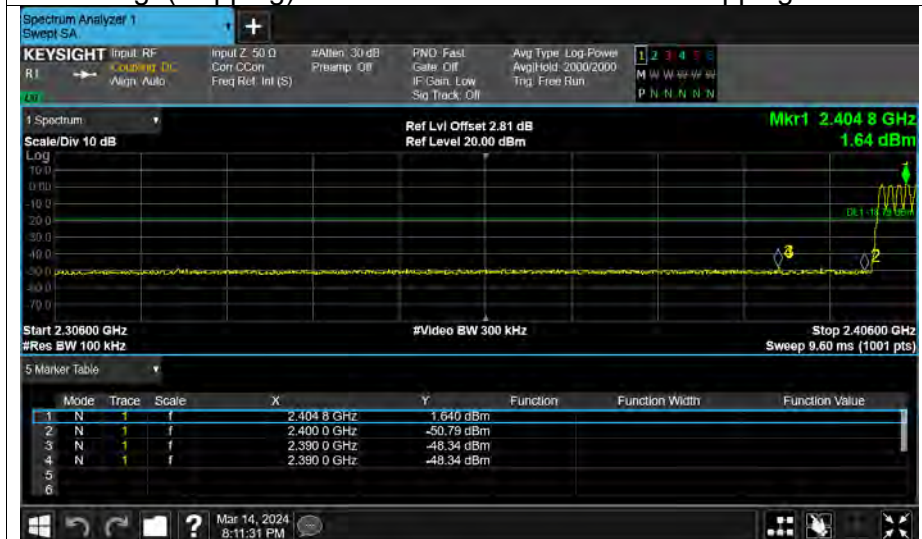 Spectrum Analyzer 1
Swept SA
+
KEYSIGHT Input: RF
R1 Coupling: DC
Align: Auto
Input Z: 50 Ω
Corr CCorr
Freq Ref: Int (S)
#Atten: 30 dB
Preamp: Off
PNO: Fast
Gate: Off
IF Gain: Low
Sig Track: Off
Avg Type: Log-Power
Avg|Hold: 2000/2000
Trig: Free Run
1 2 3 4 5 6
M W W W W W
P N N N N N
1 Spectrum
Scale/Div 10 dB
Ref Lvl Offset 2.81 dB
Ref Level 20.00 dBm
Mkr1 2.404 8 GHz
1.64 dBm
Log
10.0
0.00
-10.0
-20.0
-30.0
-40.0
-50.0
-60.0
-70.0
2
Start 2.30600 GHz
#Res BW 100 kHz
#Video BW 300 kHz
Stop 2.40600 GHz
Sweep 9.60 ms (1001 pts)
5 Marker Table
Mode Trace Scale X Y Function Function Width Function Value
1 N 1 f 2.404 8 GHz 1.640 dBm
2 N 1 f 2.400 0 GHz -50.79 dBm
3 N 1 f 2.390 0 GHz -48.34 dBm
4 N 1 f 2.390 0 GHz -48.34 dBm
5
6
? Mar 14, 2024
8:11:31 PM